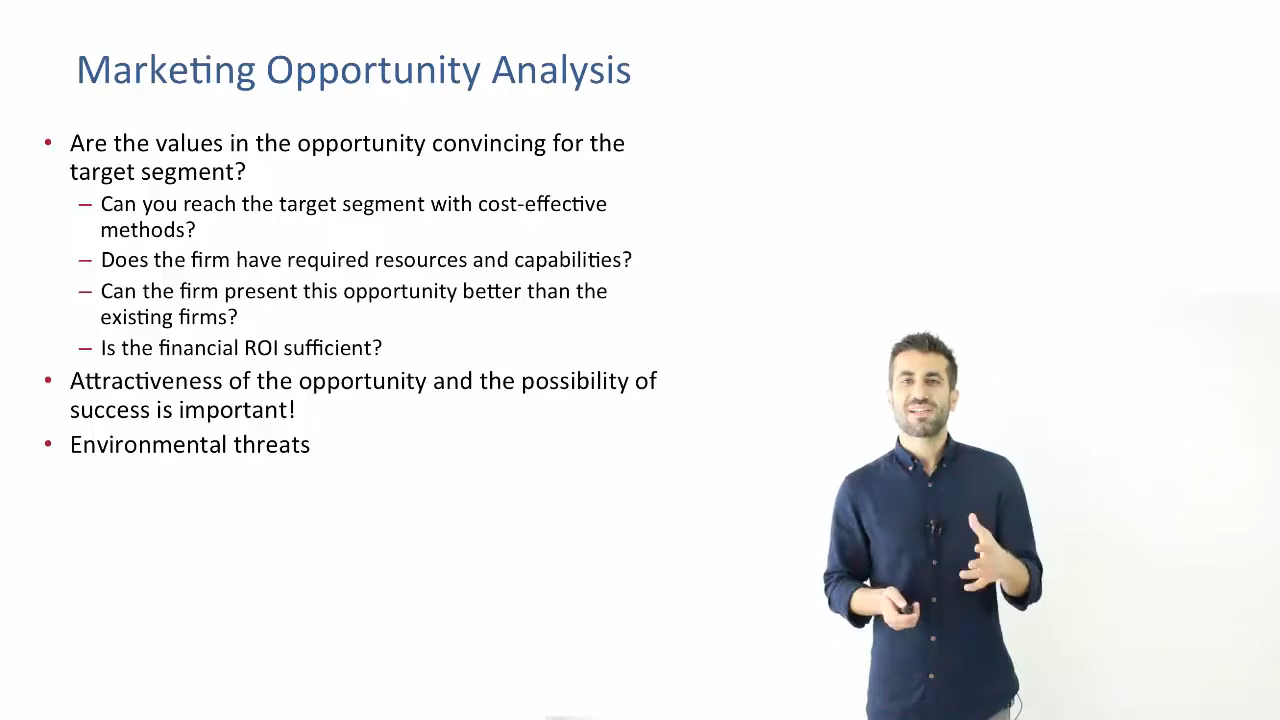 Marketing Opportunity Analysis
• Are the values in the opportunity convincing for the
target segment?
– Can you reach the target segment with cost-effective
methods?
– Does the firm have required resources and capabilities?
– Can the firm present this opportunity better than the
existing firms?
– Is the financial ROI sufficient?
• Attractiveness of the opportunity and the possibility of
success is important!
• Environmental threats